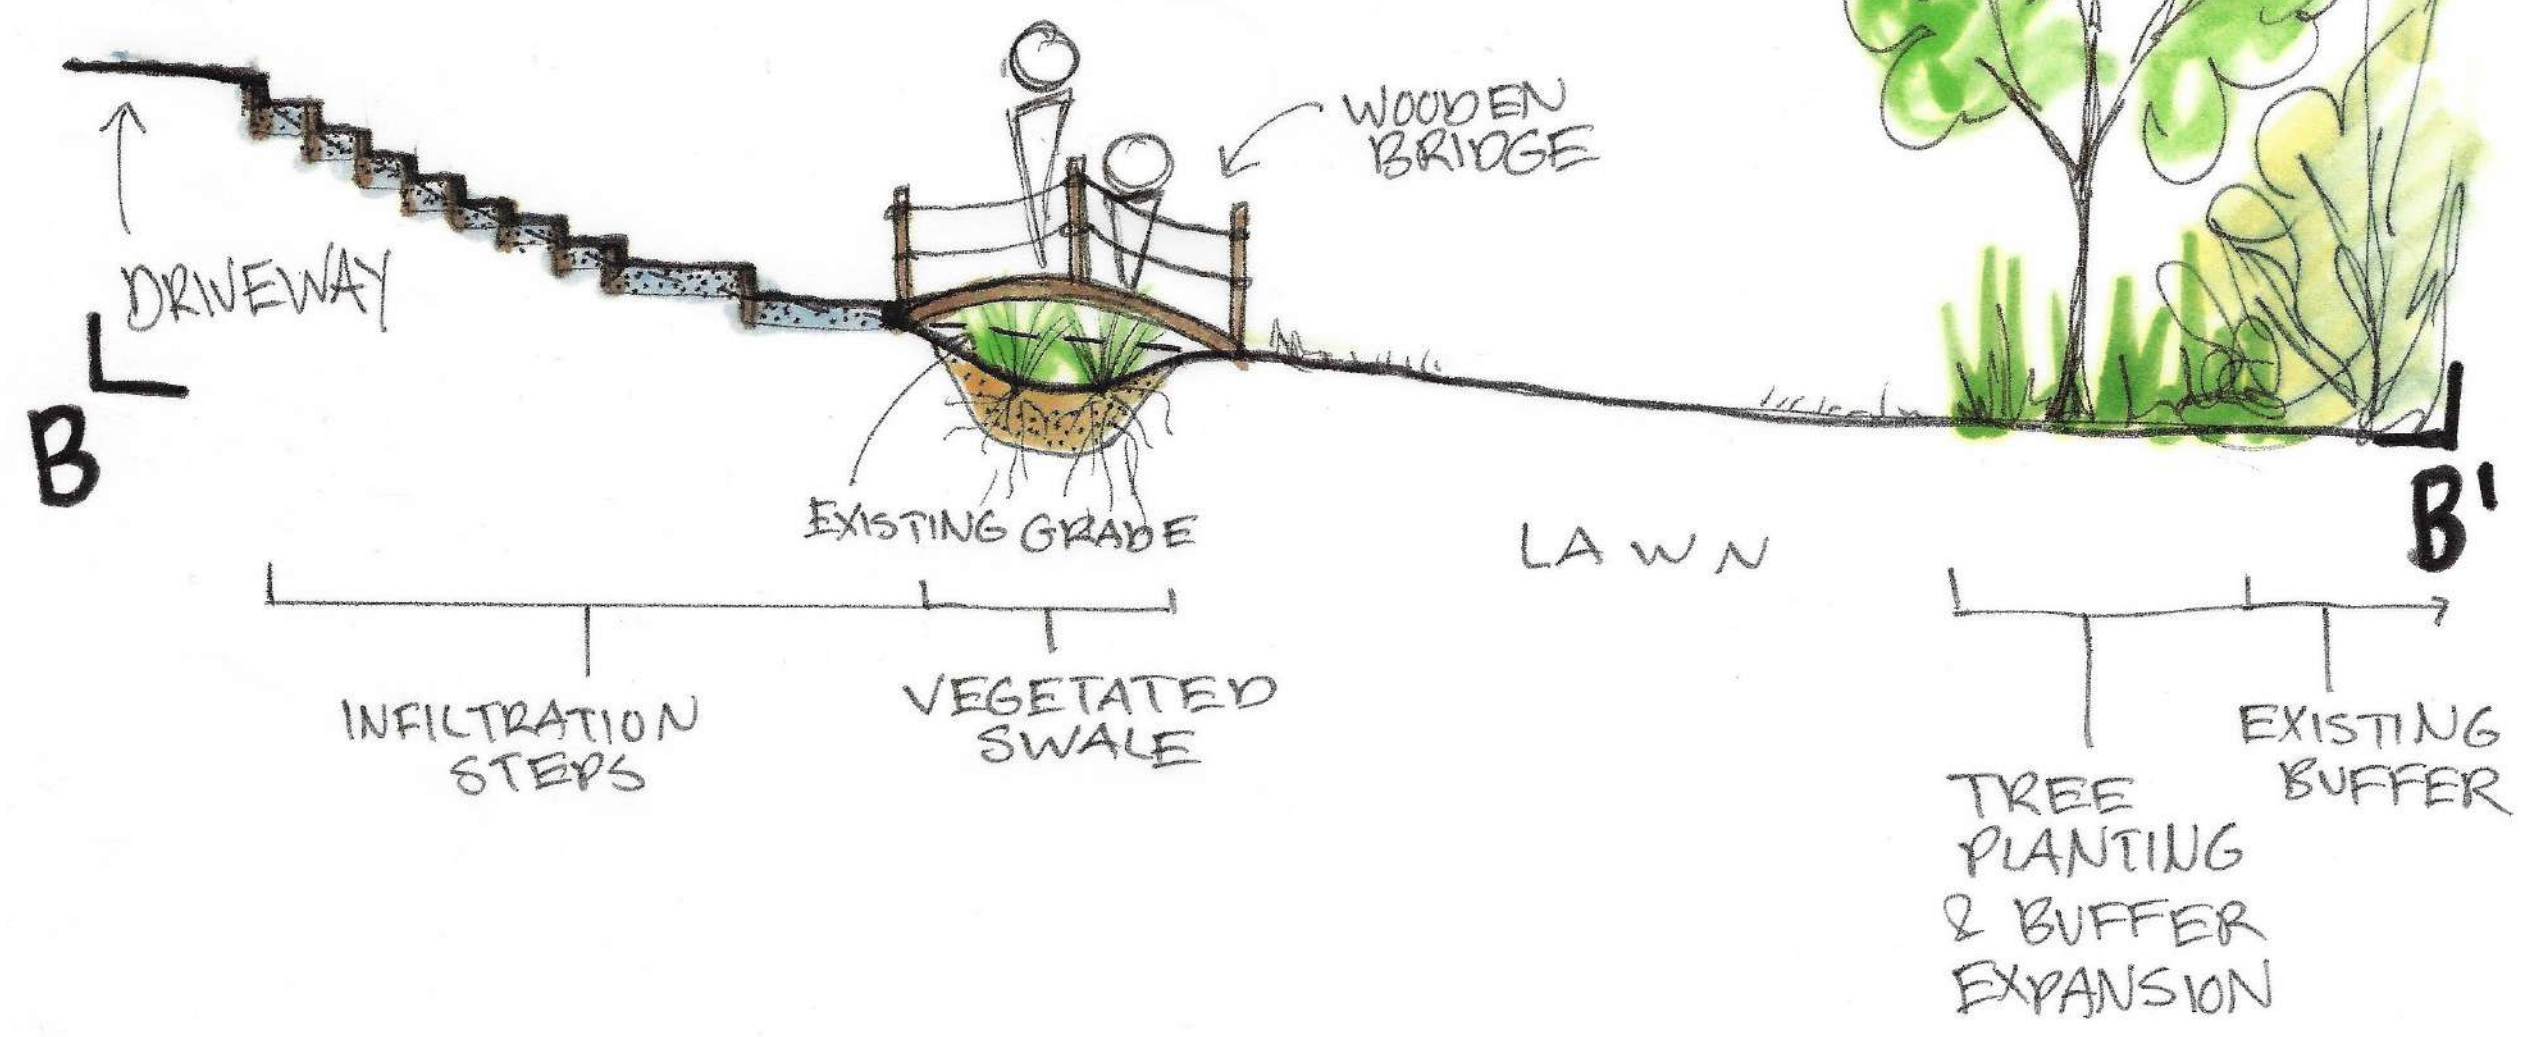 WOODEN
BRIDGE
DRIVEWAY
B
B'
EXISTING GRADE
LAWN
INFILTRATION
STEPS
VEGETATED
SWALE
TREE
PLANTING
& BUFFER
EXPANSION
EXISTING
BUFFER